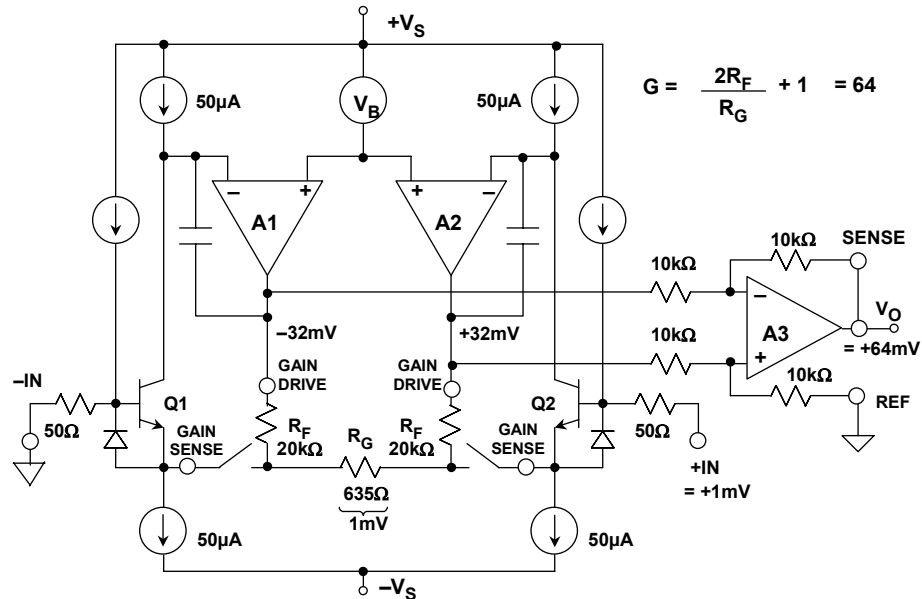 +VS
50µA
VB
50µA
G = 2RF / RG + 1 = 64
– +
+ –
A1
A2
10kΩ
10kΩ
SENSE
–
A3
+
VO
= +64mV
–32mV
+32mV
10kΩ
10kΩ
REF
GAIN DRIVE
GAIN DRIVE
–IN
50Ω
Q1
Q2
50Ω
GAIN SENSE
RF
20kΩ
RG
635Ω
1mV
RF
20kΩ
GAIN SENSE
+IN
= +1mV
50µA
50µA
–VS